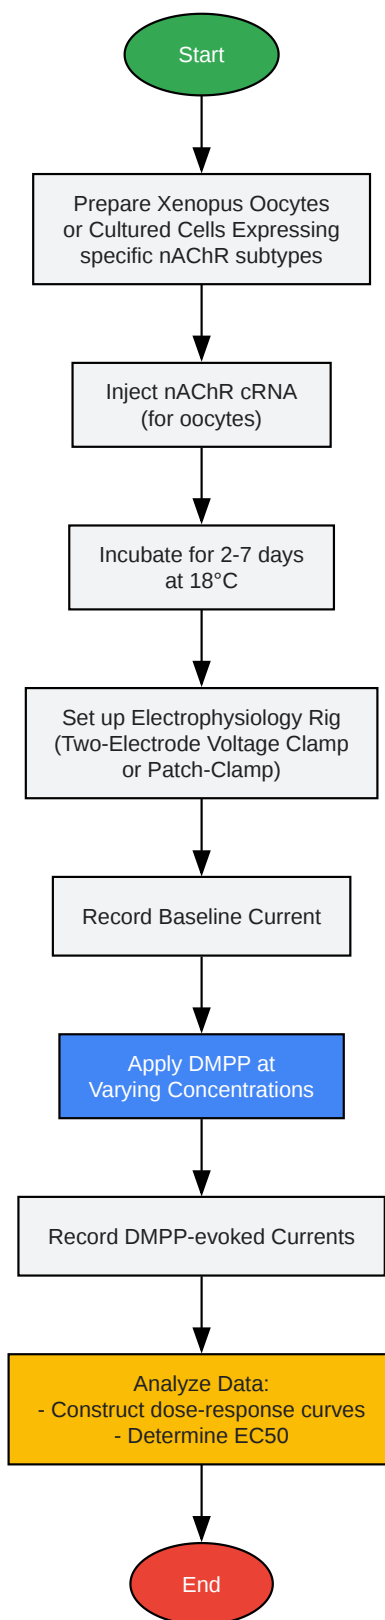 Start
Prepare Xenopus Oocytes
or Cultured Cells Expressing
specific nAChR subtypes
Inject nAChR cRNA
(for oocytes)
Incubate for 2-7 days
at 18°C
Set up Electrophysiology Rig
(Two-Electrode Voltage Clamp
or Patch-Clamp)
Record Baseline Current
Apply DMPP at
Varying Concentrations
Record DMPP-evoked Currents
Analyze Data:
- Construct dose-response curves
- Determine EC50
End